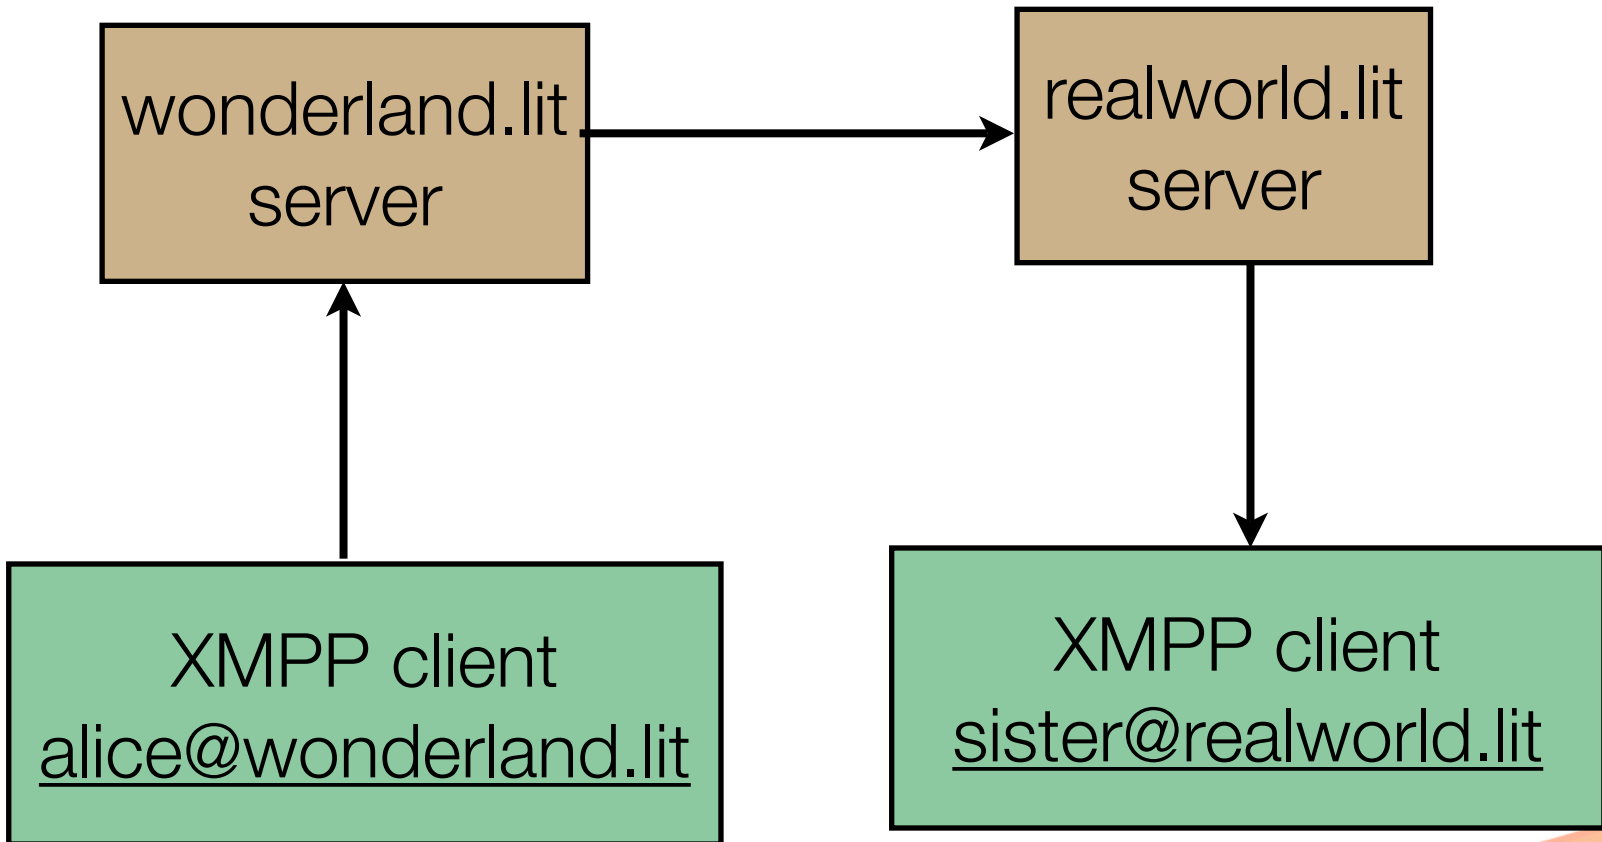 wonderland.lit
server
realworld.lit
server
XMPP client
alice@wonderland.lit
XMPP client
sister@realworld.lit